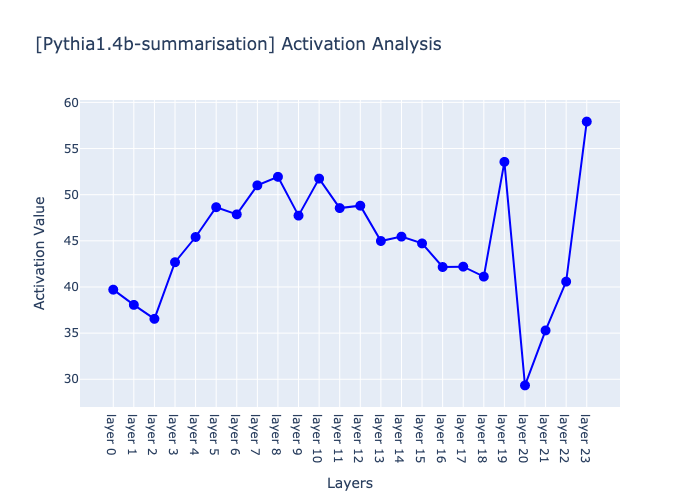 [Pythia1.4b-summarisation] Activation Analysis
60
55
50
45
40
35
30
Activation Value
layer 0
layer 1
layer 2
layer 3
layer 4
layer 5
layer 6
layer 7
layer 8
layer 9
layer 10
layer 11
layer 12
layer 13
layer 14
layer 15
layer 16
layer 17
layer 18
layer 19
layer 20
layer 21
layer 22
layer 23
Layers